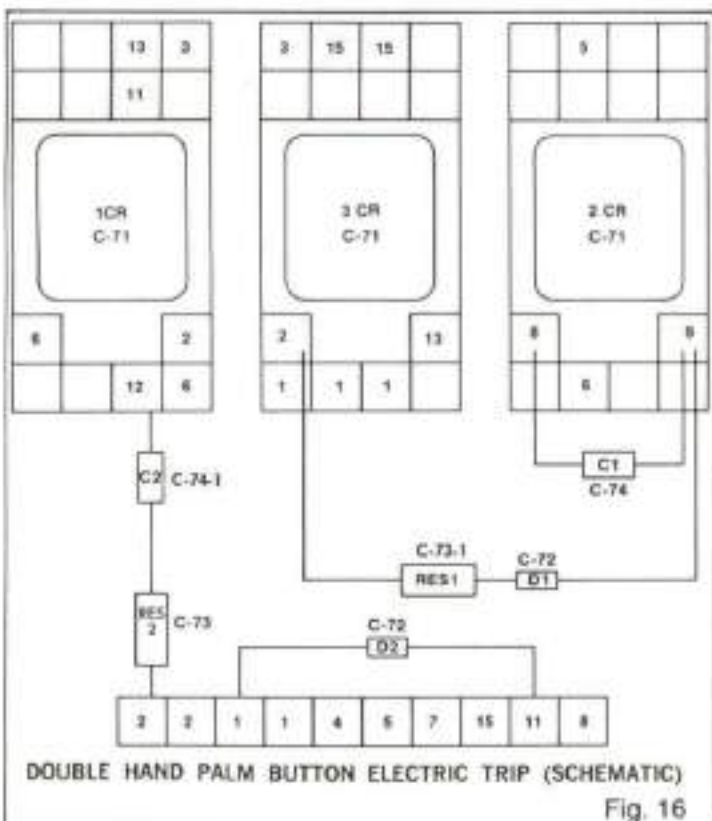 13 3 3 15 15
11
1CR 3 CR 2 CR
C-71 C-71 C-71
6 2 2 13 8
12 6 1 1 1 6
C2 C-74-1 C1
C-74
C-73-1 C-72
RES1 D1
RES 2 C-73 C-72
D2
2 2 1 1 4 5 7 15 11 8
DOUBLE HAND PALM BUTTON ELECTRIC TRIP (SCHEMATIC)
Fig. 16